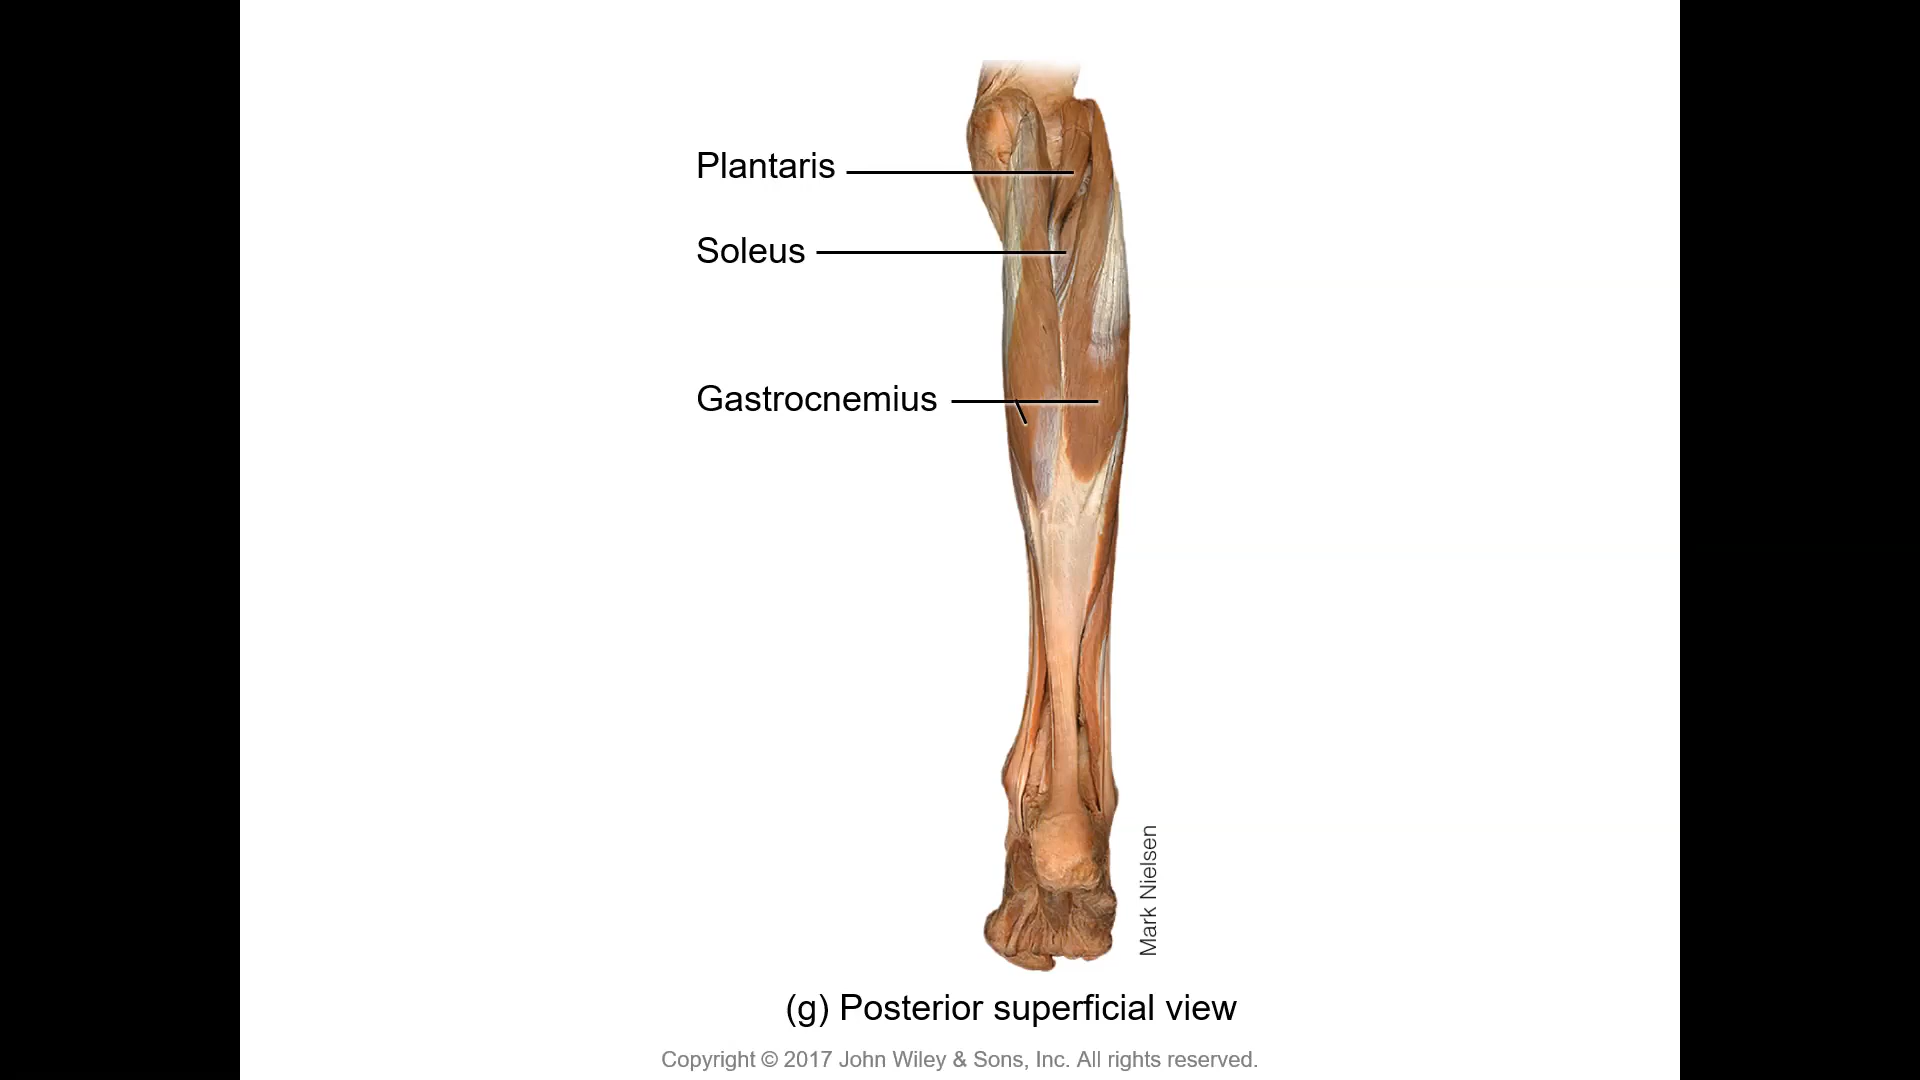 Plantaris
Soleus
Gastrocnemius
Mark Nielsen
(g) Posterior superficial view
Copyright © 2017 John Wiley & Sons, Inc. All rights reserved.